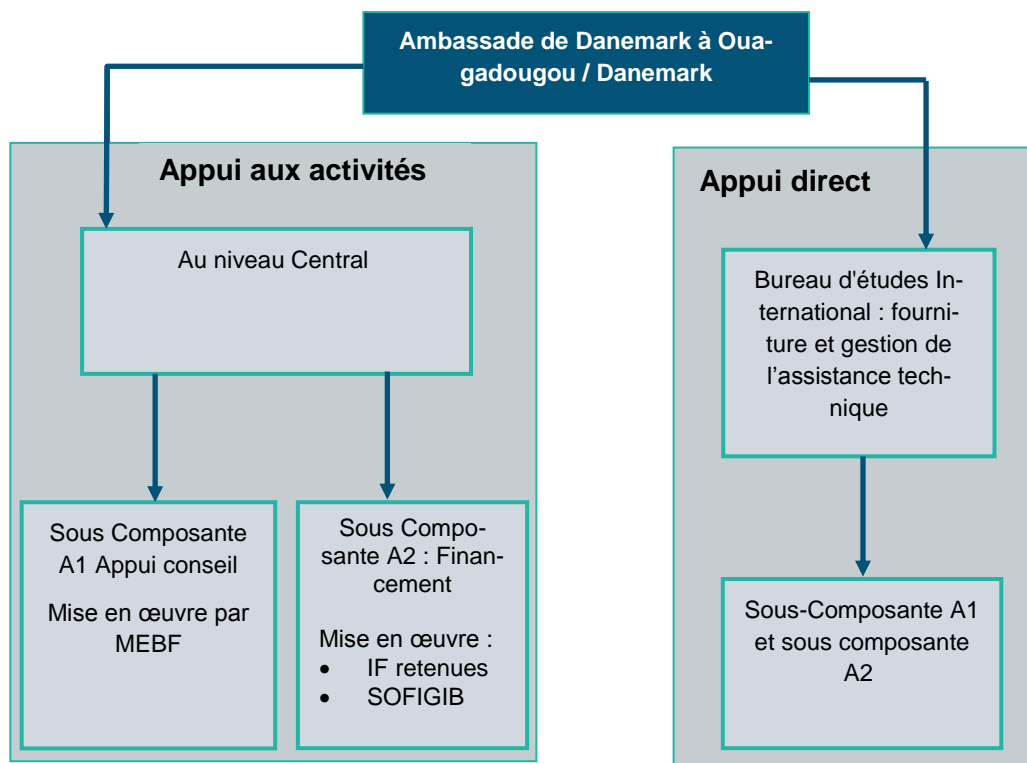 Ambassade de Danemark à Oua-
gadougou / Danemark
Appui aux activités
Au niveau Central
Sous Composante
A1 Appui conseil
Mise en œuvre par
MEBF
Sous Compo-
sante A2 : Finan-
cement
Mise en œuvre :
• IF retenues
• SOFIGIB
Appui direct
Bureau d'études In-
ternational : fourni-
ture et gestion de
l’assistance tech-
nique
Sous-Composante A1
et sous composante
A2